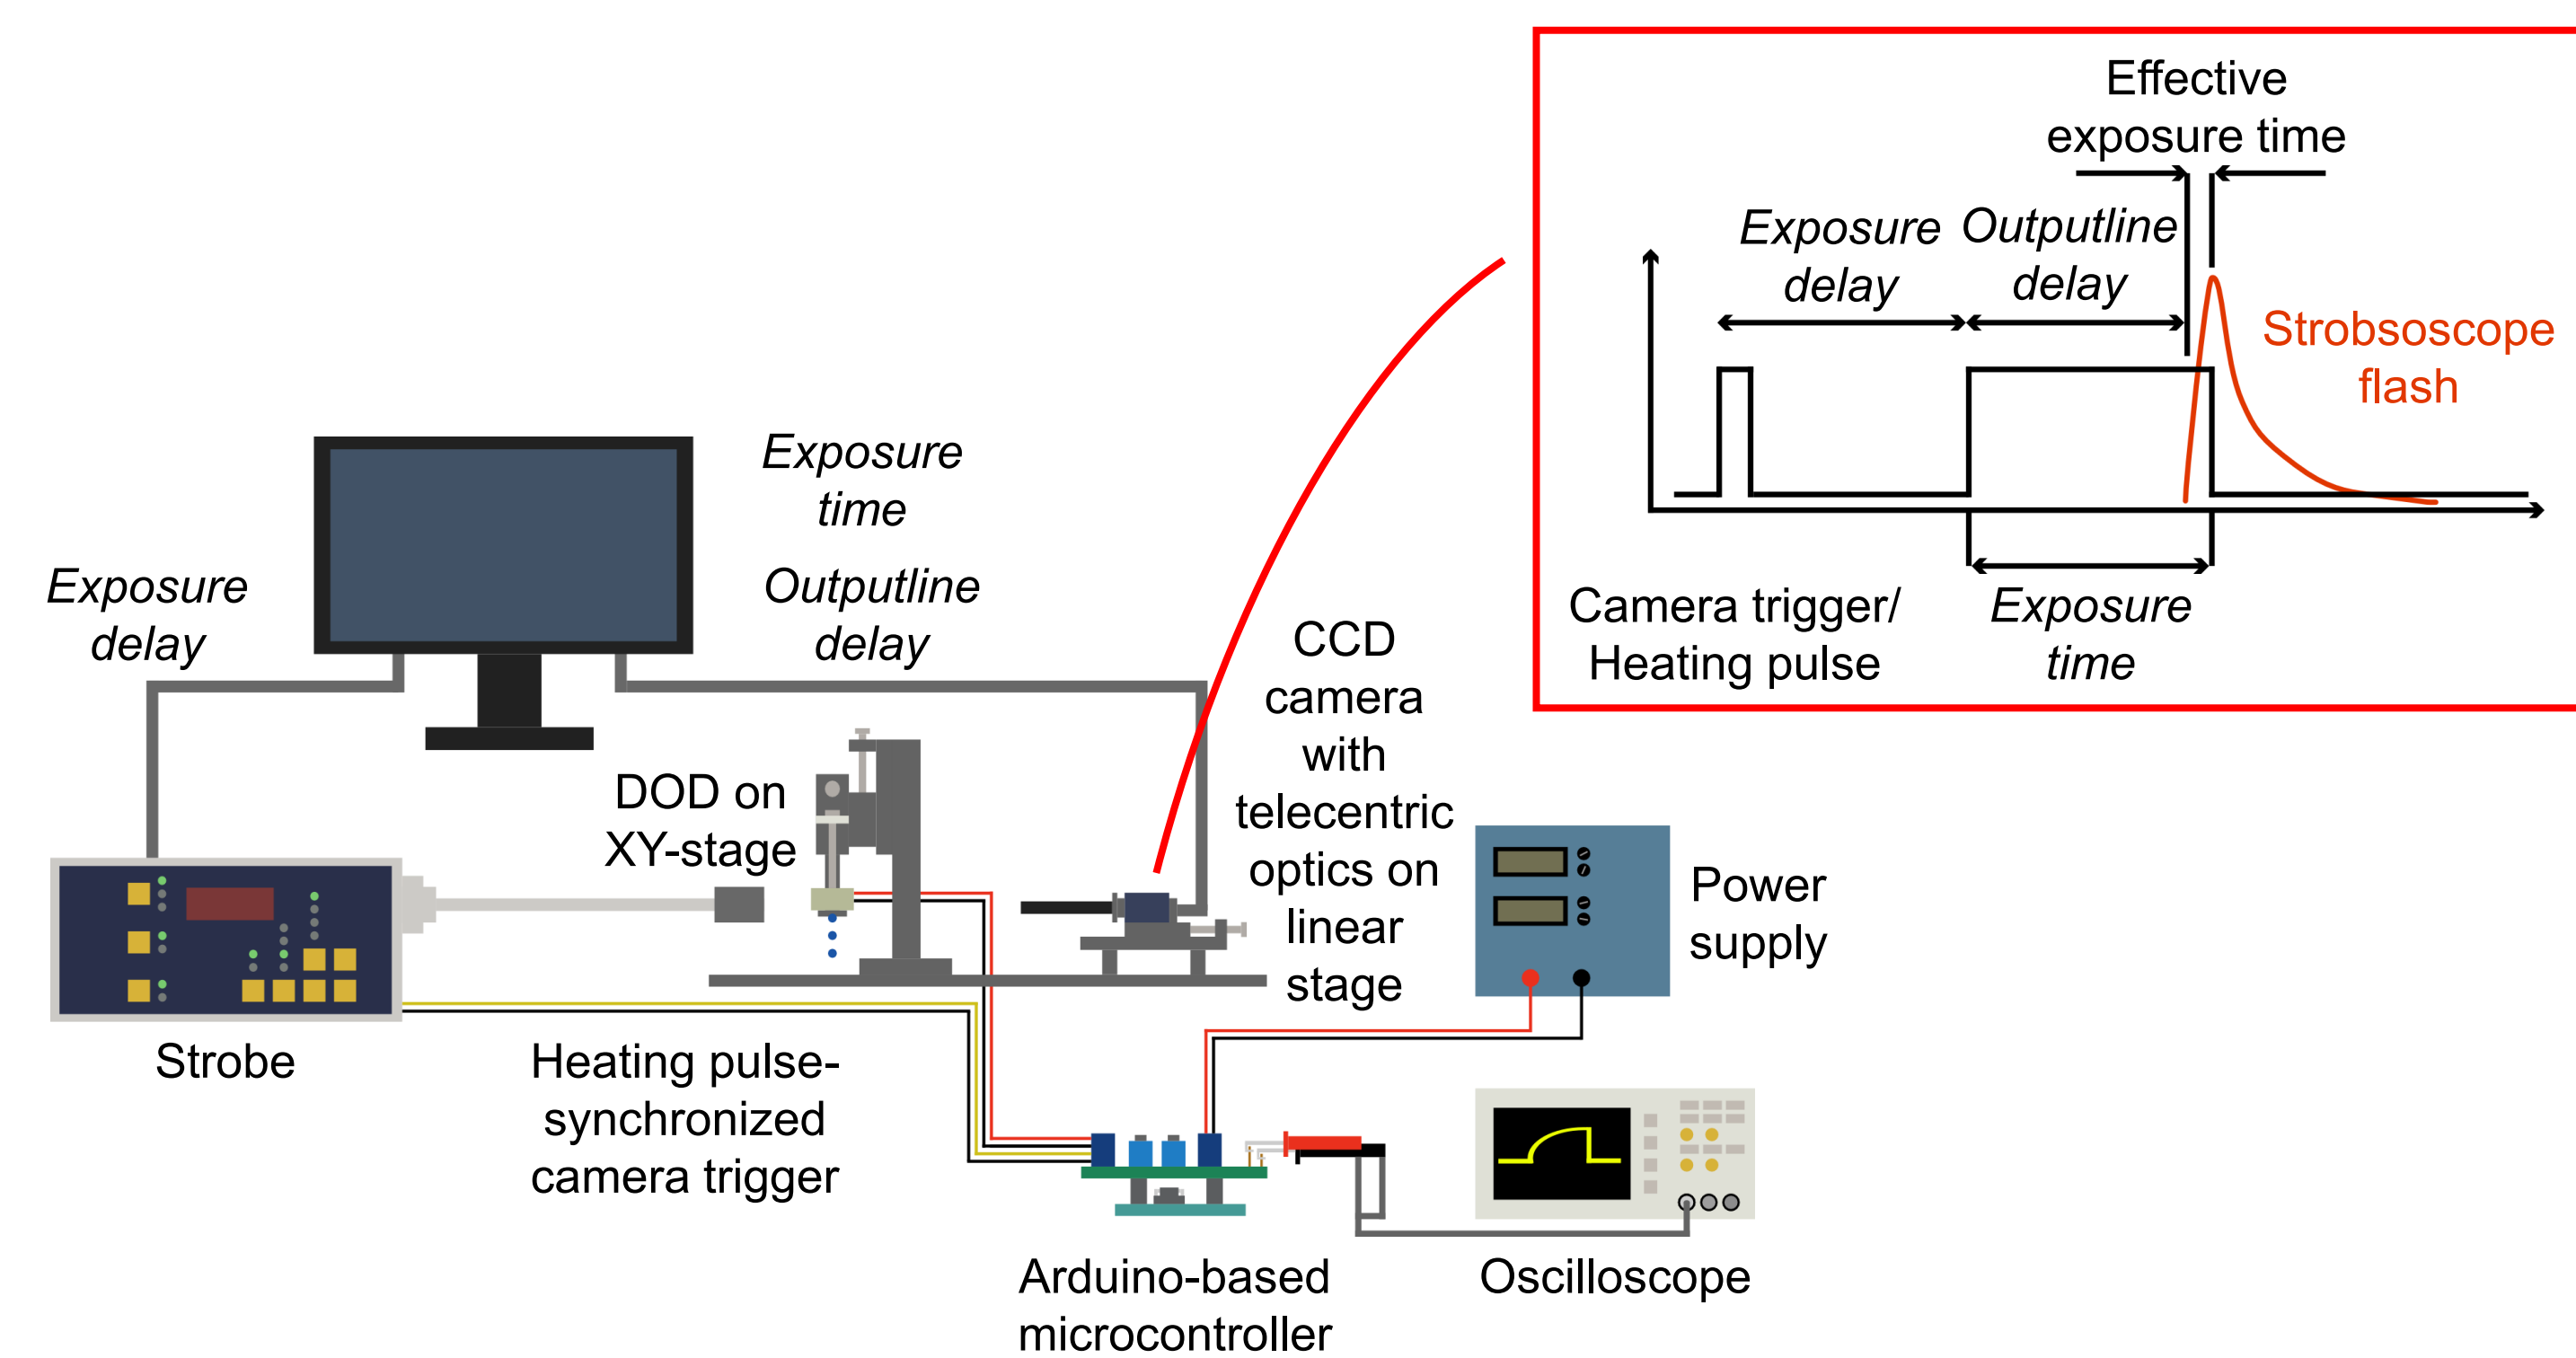 Effective
exposure time
Exposure
delay
Outputline
delay
Strobsoscope
flash
Camera trigger/
Heating pulse
Exposure
time
Exposure
time
Exposure
delay
Outputline
delay
CCD
camera
with
telecentric
optics on
linear
stage
DOD on
XY-stage
Power
supply
Strobe
Heating pulse-
synchronized
camera trigger
Arduino-based
microcontroller
Oscilloscope